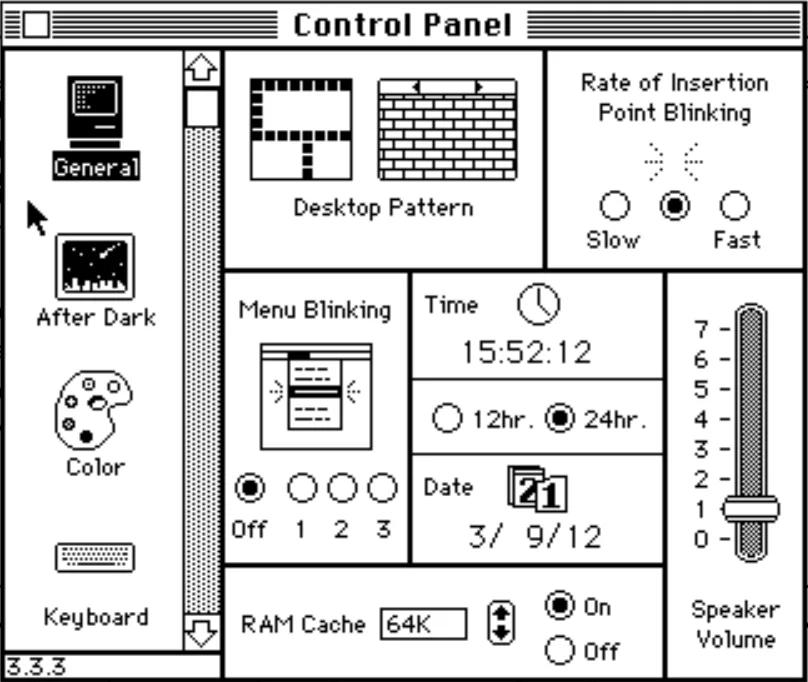 Control Panel
General
After Dark
Color
Keyboard
3.3.3
Desktop Pattern
Rate of Insertion
Point Blinking
Slow
Fast
Menu Blinking
Off 1 2 3
Time
15:52:12
12hr. 24hr.
Date
21
3/ 9/12
7
6
5
4
3
2
1
0
Speaker
Volume
RAM Cache
64K
On
Off